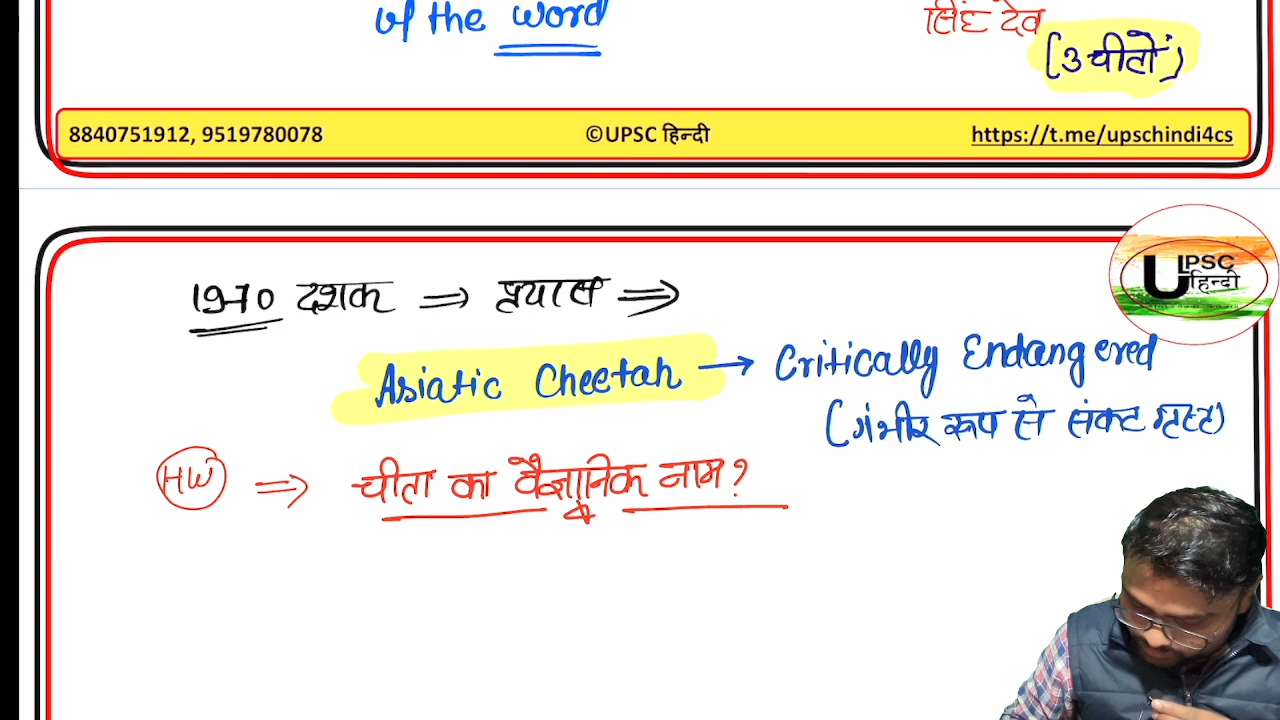 of the word
सिंह देव
(3 चीतों)
8840751912, 9519780078
©UPSC हिन्दी
https://t.me/upschindi4cs
UPSC
हिन्दी
1970 दशक ⇒ प्रयास ⇒
Asiatic Cheetah → Critically Endangered
(गंभीर रूप से संकट ग्रस्त)
HW ⇒ चीता का वैज्ञानिक नाम?